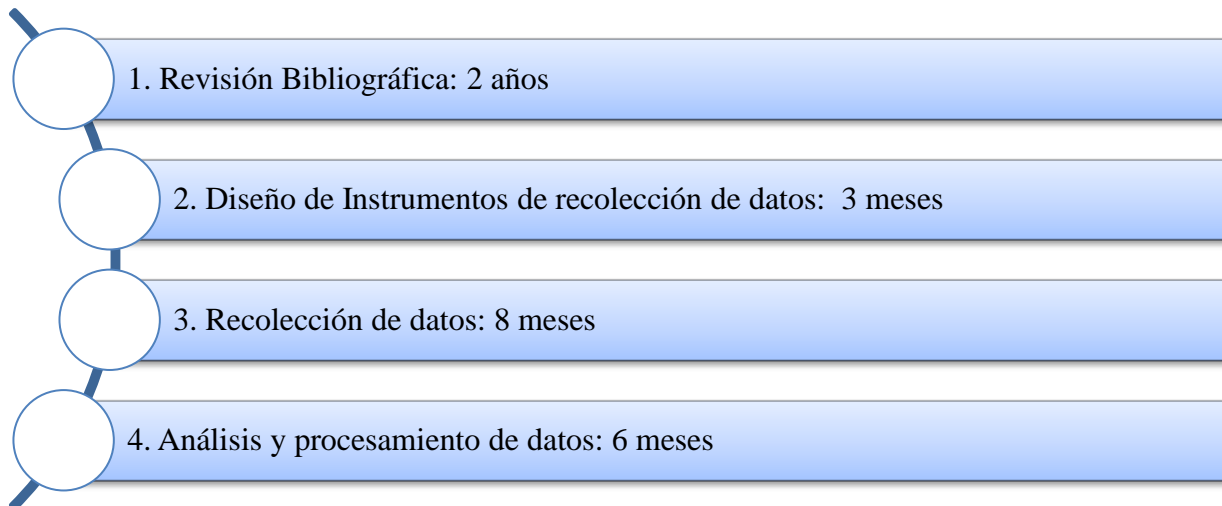 1. Revisión Bibliográfica: 2 años
2. Diseño de Instrumentos de recolección de datos:  3 meses
3. Recolección de datos: 8 meses
4. Análisis y procesamiento de datos: 6 meses